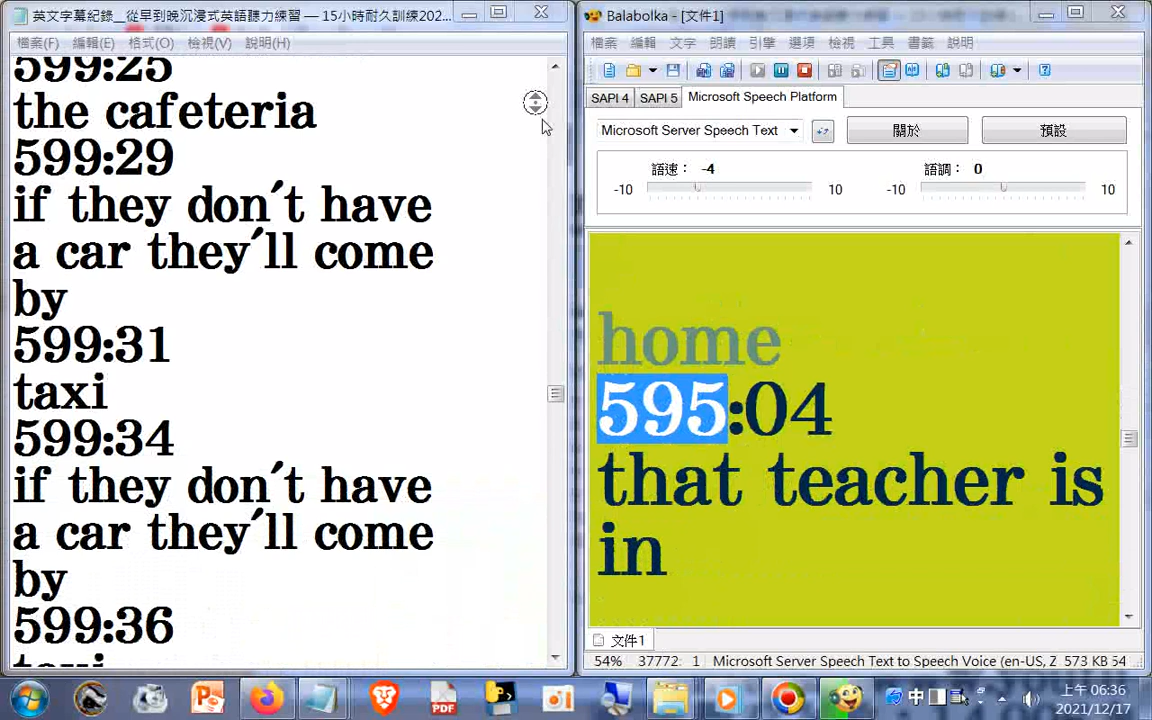 英文字幕紀錄__從早到晚沉浸式英語聽力練習 — 15小時耐久訓練202...
檔案(F) 編輯(E) 格式(O) 檢視(V) 說明(H)
599:25
the cafeteria
599:29
if they don't have
a car they'll come
by
599:31
taxi
599:34
if they don't have
a car they'll come
by
599:36
taxi
Balabolka - [文件1]
檔案 編輯 文字 朗讀 引擎 選項 檢視 工具 書籤 說明
SAPI 4 SAPI 5 Microsoft Speech Platform
Microsoft Server Speech Text 關於 預設
語速： -4 語調： 0
-10 10 -10 10
home
595:04
that teacher is
in
文件1
54% 37772: 1 Microsoft Server Speech Text to Speech Voice (en-US, Z 573 KB 54
PDF 中 上午 06:36
2021/12/17